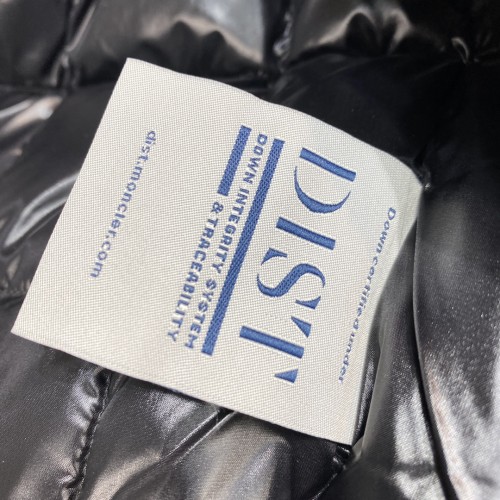 Down certified under
DIST
DOWN INTEGRITY SYSTEM
& TRACEABILITY
dist.moncler.com